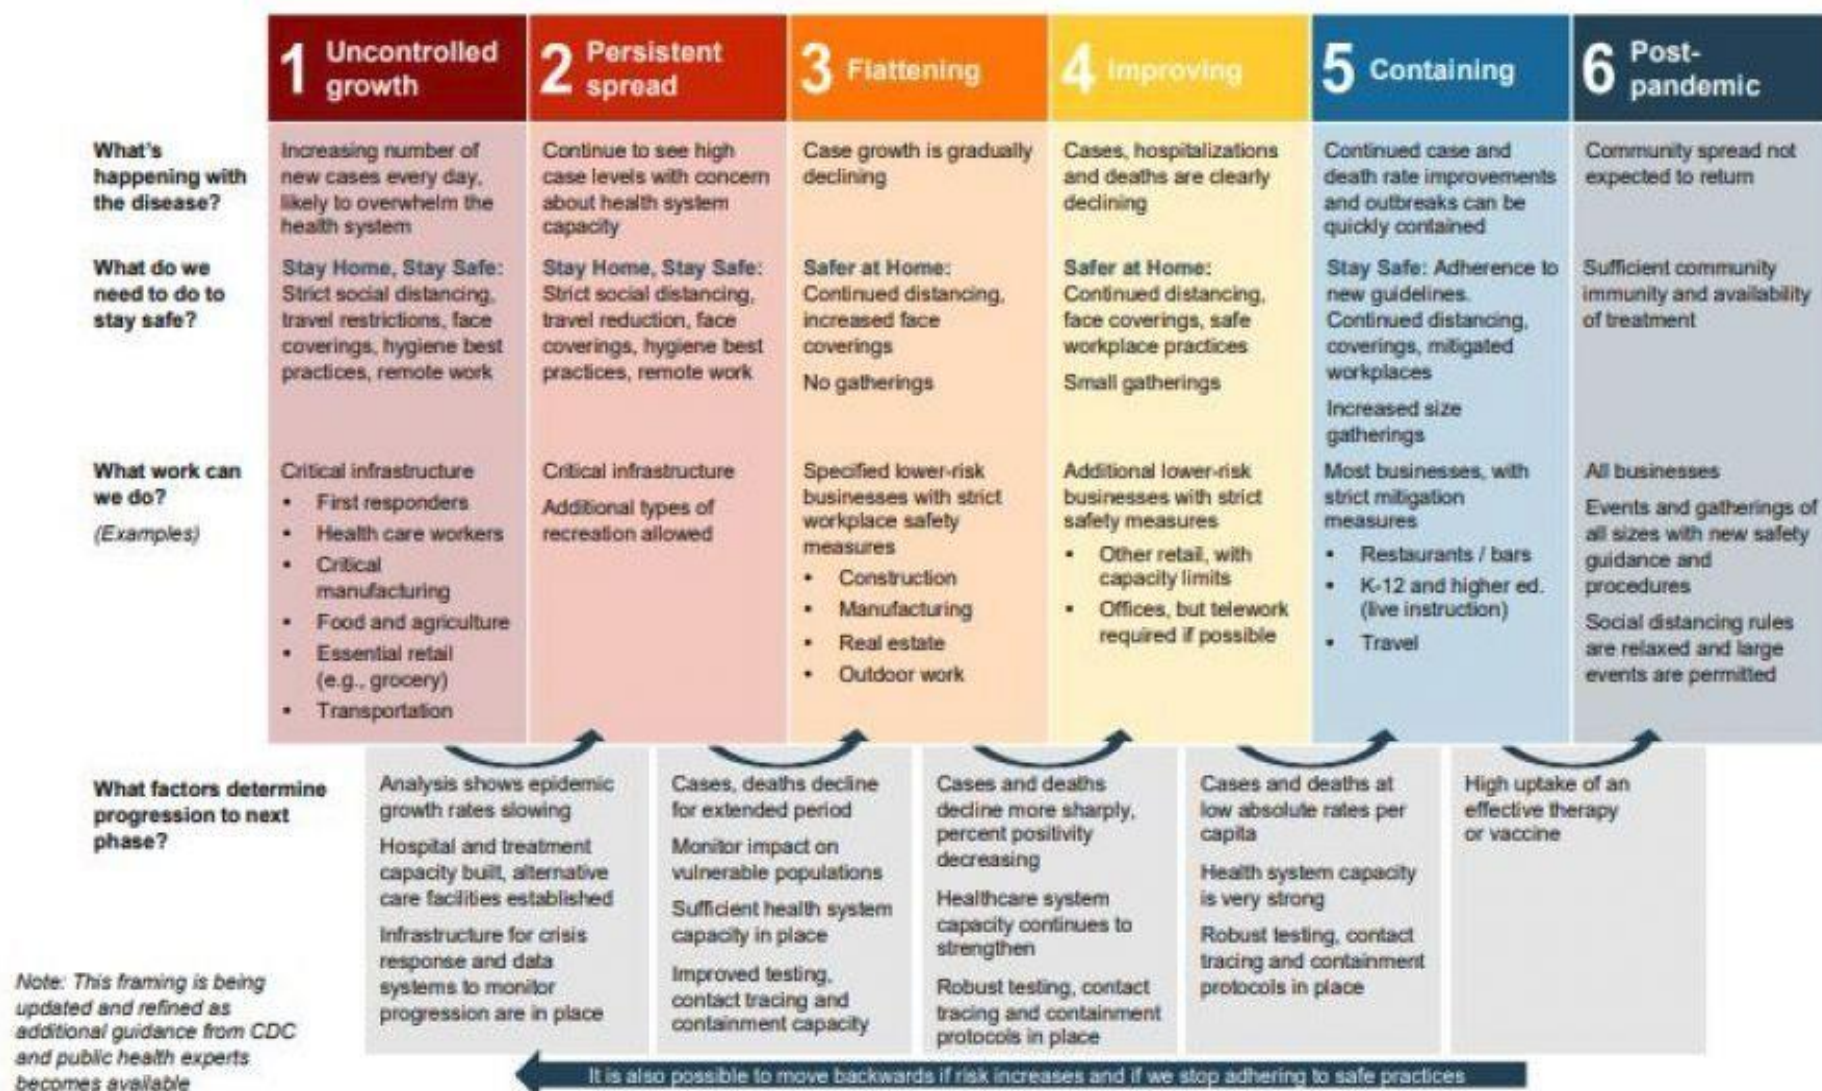 1 Uncontrolled
growth
2 Persistent
spread
3 Flattening
4 Improving
5 Containing
6 Post-
pandemic
What's
happening with
the disease?
Increasing number of
new cases every day,
likely to overwhelm the
health system
Continue to see high
case levels with concern
about health system
capacity
Case growth is gradually
declining
Cases, hospitalizations
and deaths are clearly
declining
Continued case and
death rate improvements
and outbreaks can be
quickly contained
Community spread not
expected to return
What do we
need to do to
stay safe?
Stay Home, Stay Safe:
Strict social distancing,
travel restrictions, face
coverings, hygiene best
practices, remote work
Stay Home, Stay Safe:
Strict social distancing,
travel reduction, face
coverings, hygiene best
practices, remote work
Safer at Home:
Continued distancing,
increased face
coverings
No gatherings
Safer at Home:
Continued distancing,
face coverings, safe
workplace practices
Small gatherings
Stay Safe: Adherence to
new guidelines.
Continued distancing,
coverings, mitigated
workplaces
Increased size
gatherings
Sufficient community
immunity and availability
of treatment
What work can
we do?
(Examples)
Critical infrastructure
• First responders
• Health care workers
• Critical
manufacturing
• Food and agriculture
• Essential retail
(e.g., grocery)
• Transportation
Critical infrastructure
Additional types of
recreation allowed
Specified lower-risk
businesses with strict
workplace safety
measures
• Construction
• Manufacturing
• Real estate
• Outdoor work
Additional lower-risk
businesses with strict
safety measures
• Other retail, with
capacity limits
• Offices, but telework
required if possible
Most businesses, with
strict mitigation
measures
• Restaurants / bars
• K-12 and higher ed.
(live instruction)
• Travel
All businesses
Events and gatherings of
all sizes with new safety
guidance and
procedures
Social distancing rules
are relaxed and large
events are permitted
What factors determine
progression to next
phase?
Analysis shows epidemic
growth rates slowing
Hospital and treatment
capacity built, alternative
care facilities established
Infrastructure for crisis
response and data
systems to monitor
progression are in place
Cases, deaths decline
for extended period
Monitor impact on
vulnerable populations
Sufficient health system
capacity in place
Improved testing,
contact tracing and
containment capacity
Cases and deaths
decline more sharply,
percent positivity
decreasing
Healthcare system
capacity continues to
strengthen
Robust testing, contact
tracing and containment
protocols in place
Cases and deaths at
low absolute rates per
capita
Health system capacity
is very strong
Robust testing, contact
tracing and containment
protocols in place
High uptake of an
effective therapy
or vaccine
Note: This framing is being
updated and refined as
additional guidance from CDC
and public health experts
becomes available
It is also possible to move backwards if risk increases and if we stop adhering to safe practices